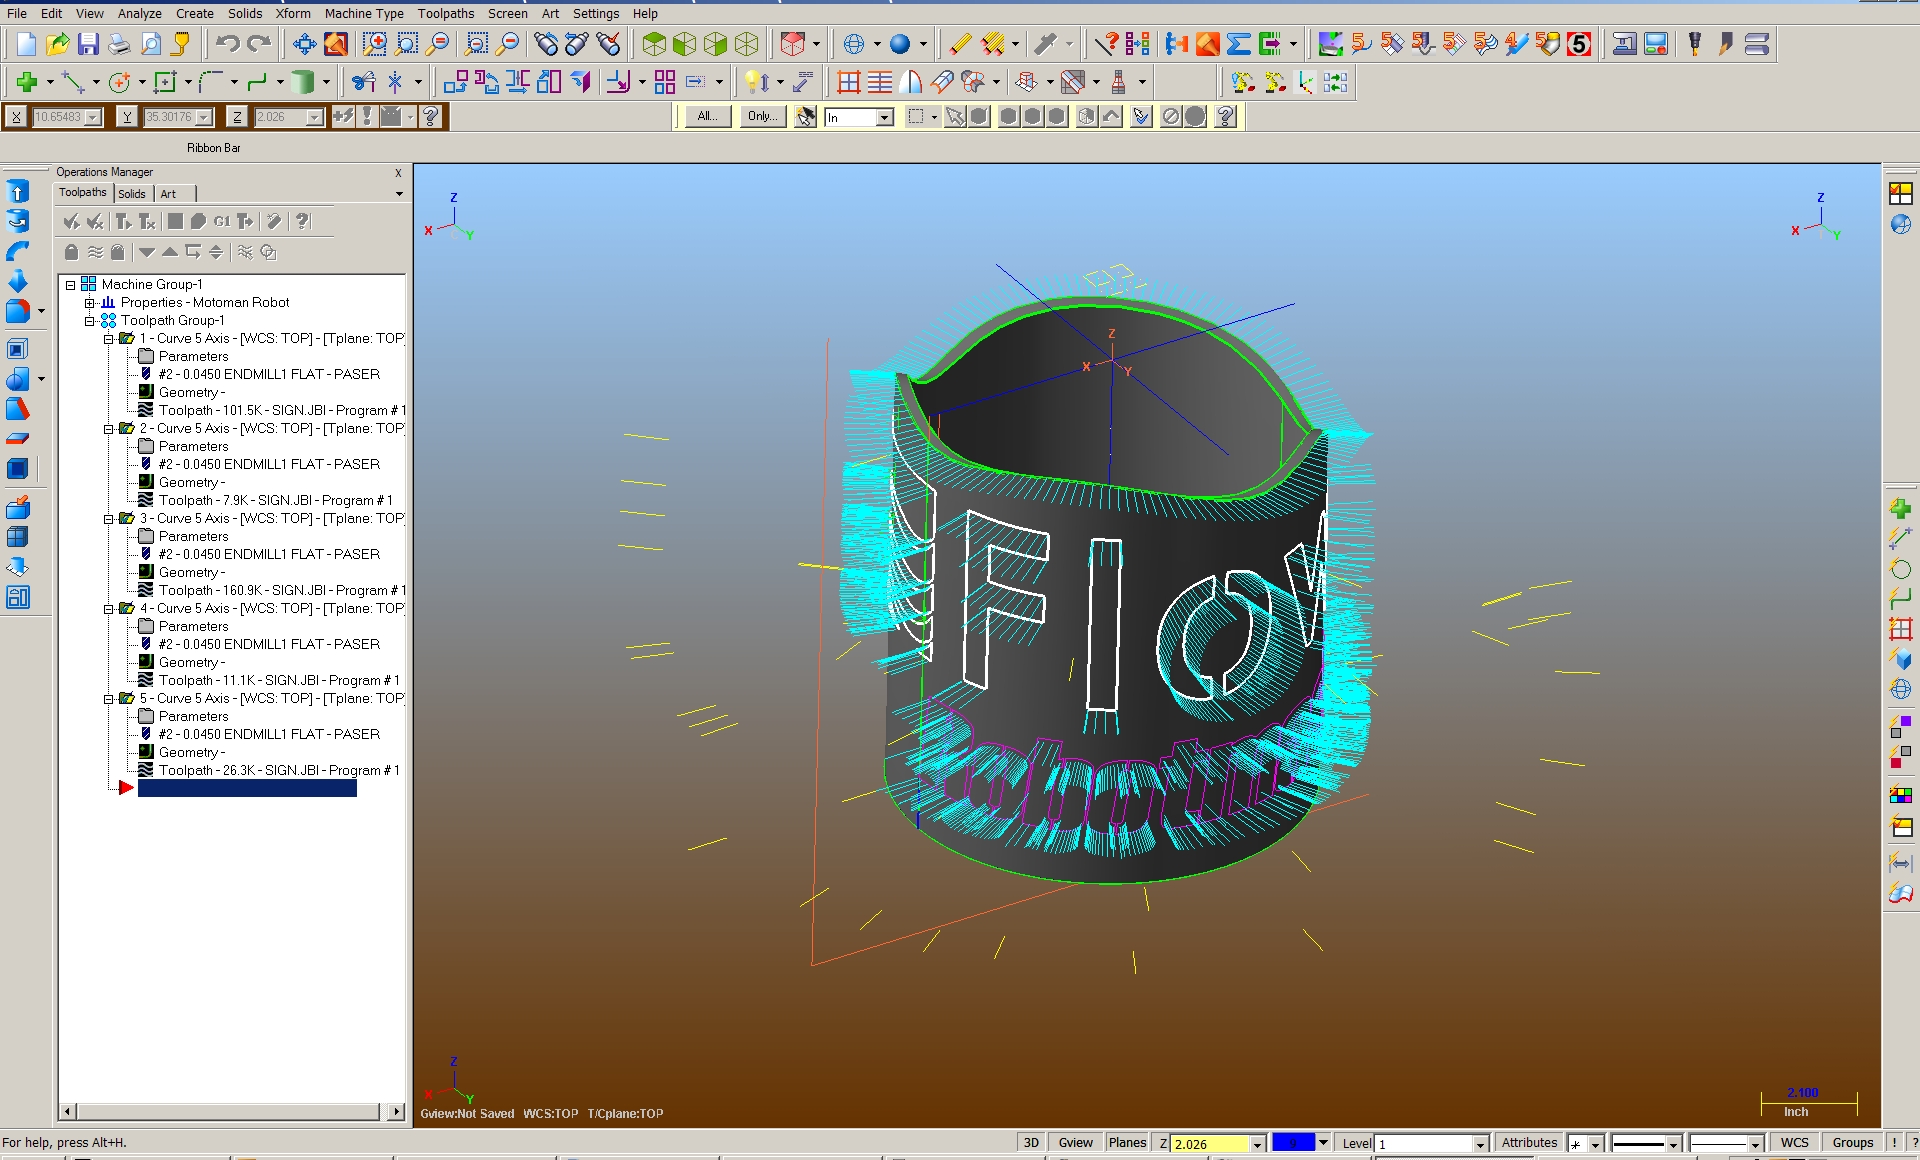 File Edit View Analyze Create Solids Xform Machine Type Toolpaths Screen Art Settings Help
5
X 10.65483 Y 35.30176 Z 2.026 All... Only... In
Ribbon Bar
Operations Manager x
Toolpaths Solids Art
G1
Machine Group-1
Properties - Motoman Robot
Toolpath Group-1
1 - Curve 5 Axis - [WCS: TOP] - [Tplane: TOP]
Parameters
#2 - 0.0450 ENDMILL1 FLAT - PASER
Geometry -
Toolpath - 101.5K - SIGN.JBI - Program # 1
2 - Curve 5 Axis - [WCS: TOP] - [Tplane: TOP]
Parameters
#2 - 0.0450 ENDMILL1 FLAT - PASER
Geometry -
Toolpath - 7.9K - SIGN.JBI - Program # 1
3 - Curve 5 Axis - [WCS: TOP] - [Tplane: TOP]
Parameters
#2 - 0.0450 ENDMILL1 FLAT - PASER
Geometry -
Toolpath - 160.9K - SIGN.JBI - Program # 1
4 - Curve 5 Axis - [WCS: TOP] - [Tplane: TOP]
Parameters
#2 - 0.0450 ENDMILL1 FLAT - PASER
Geometry -
Toolpath - 11.1K - SIGN.JBI - Program # 1
5 - Curve 5 Axis - [WCS: TOP] - [Tplane: TOP]
Parameters
#2 - 0.0450 ENDMILL1 FLAT - PASER
Geometry -
Toolpath - 26.3K - SIGN.JBI - Program # 1
Z X Y
Z X Y
Z X Y
FlOW
Z X Y
Gview:Not Saved WCS:TOP T/Cplane:TOP
2.100
Inch
For help, press Alt+H.
3D Gview Planes Z 2.026 9 Level 1 Attributes * WCS Groups ! ?